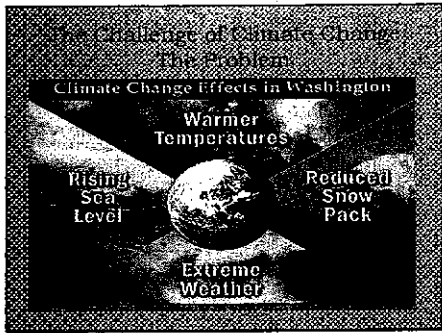 The Challenge of Climate Change
The Problem
Climate Change Effects in Washington
Warmer
Temperatures
Rising
Sea
Level
Reduced
Snow
Pack
Extreme
Weather